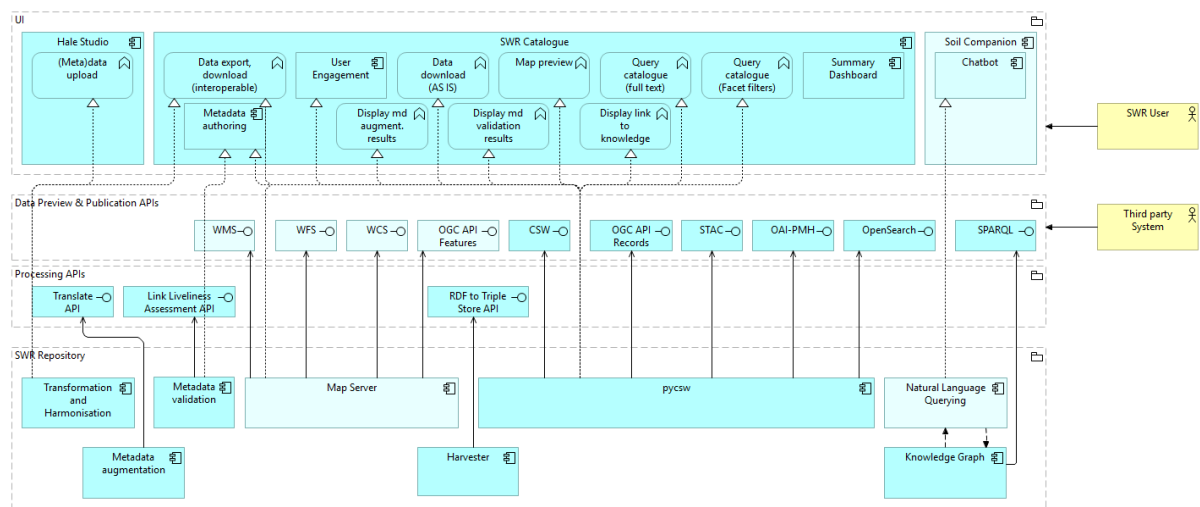 UI
Hale Studio
(Meta)data
upload
SWR Catalogue
Data export,
download
(interoperable)
User
Engagement
Data
download
(AS IS)
Map preview
Query
catalogue
(full text)
Query
catalogue
(Facet filters)
Summary
Dashboard
Metadata
authoring
Display md
augment.
results
Display md
validation
results
Display link
to
knowledge
Soil Companion
Chatbot
SWR User
Data Preview & Publication APIs
WMS
WFS
WCS
OGC API
Features
CSW
OGC API
Records
STAC
OAI-PMH
OpenSearch
SPARQL
Third party
System
Processing APIs
Translate
API
Link Liveliness
Assessment API
RDF to Triple
Store API
SWR Repository
Transformation
and
Harmonisation
Metadata
validation
Map Server
pycsw
Natural Language
Querying
Metadata
augmentation
Harvester
Knowledge Graph